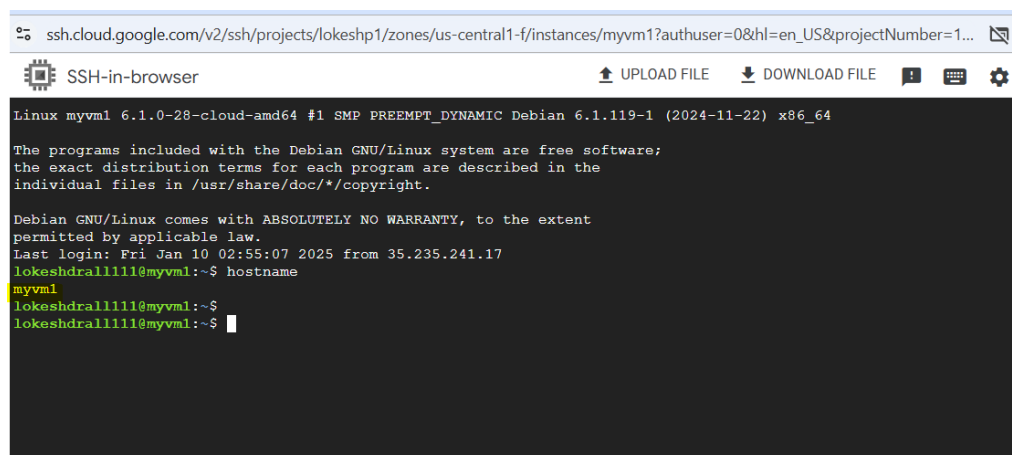 ssh.cloud.google.com/v2/ssh/projects/lokeshp1/zones/us-central1-f/instances/myvm1?authuser=0&hl=en_US&projectNumber=1...
SSH-in-browser UPLOAD FILE DOWNLOAD FILE
Linux myvm1 6.1.0-28-cloud-amd64 #1 SMP PREEMPT_DYNAMIC Debian 6.1.119-1 (2024-11-22) x86_64
The programs included with the Debian GNU/Linux system are free software;
the exact distribution terms for each program are described in the
individual files in /usr/share/doc/*/copyright.
Debian GNU/Linux comes with ABSOLUTELY NO WARRANTY, to the extent
permitted by applicable law.
Last login: Fri Jan 10 02:55:07 2025 from 35.235.241.17
lokeshdrall111@myvm1:~$ hostname
myvm1
lokeshdrall111@myvm1:~$
lokeshdrall111@myvm1:~$